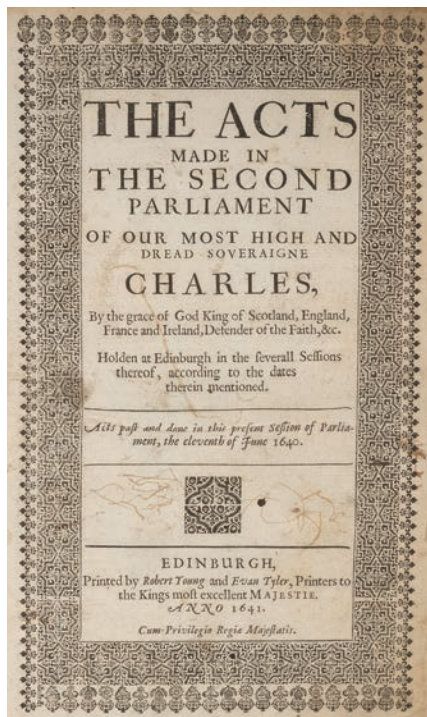 THE ACTS
MADE IN
THE SECOND
PARLIAMENT
OF OUR MOST HIGH AND
DREAD SOVERAIGNE
CHARLES,
By the grace of God King of Scotland, England,
France and Ireland, Defender of the Faith, &c.
Holden at Edinburgh in the ſeverall Seſſions
thereof, according to the dates
therein mentioned.
Acts paſt and done in this preſent Seſsion of Parlia-
ment, the eleventh of June 1640.
EDINBURGH,
Printed by Robert Young and Evan Tyler, Printers to
the Kings moſt excellent MAJESTIE.
ANNO 1641.
Cum Privilegio Regiæ Majeſtatis.